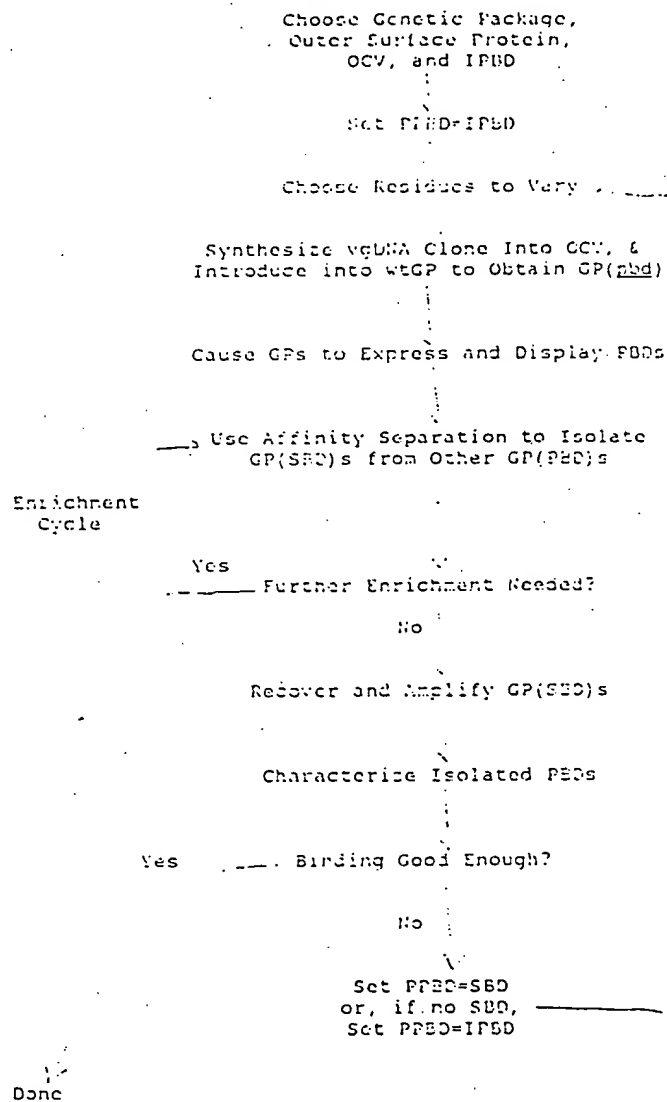 Choose Genetic Package,
Outer Surface Protein,
OCV, and IPBD
Set PPBD=IPBD
Choose Residues to Vary
Synthesize vgDNA Clone Into OCV, &
Introduce into wtGP to Obtain GP(pbd)
Cause GPs to Express and Display PBDs
Use Affinity Separation to Isolate
GP(SBD)s from Other GP(PBD)s
Enrichment
Cycle
Yes
Further Enrichment Needed?
No
Recover and Amplify GP(SBD)s
Characterize Isolated PBDs
Yes
Binding Good Enough?
No
Set PPBD=SBD
or, if no SBD,
Set PPBD=IPBD
Done